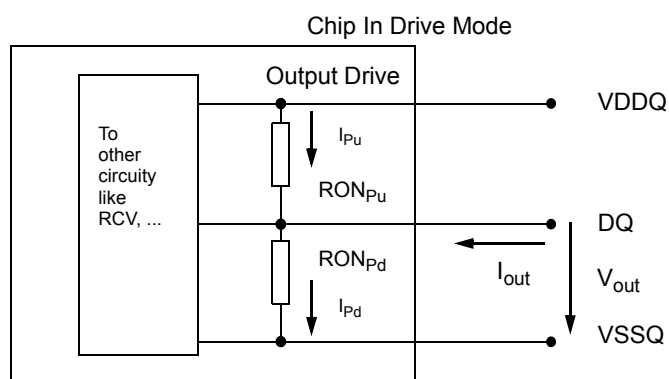 Chip In Drive Mode
Output Drive
VDDQ
To
other
circuity
like
RCV, ...
IPu
RONPu
DQ
RONPd
Iout
Vout
IPd
VSSQ